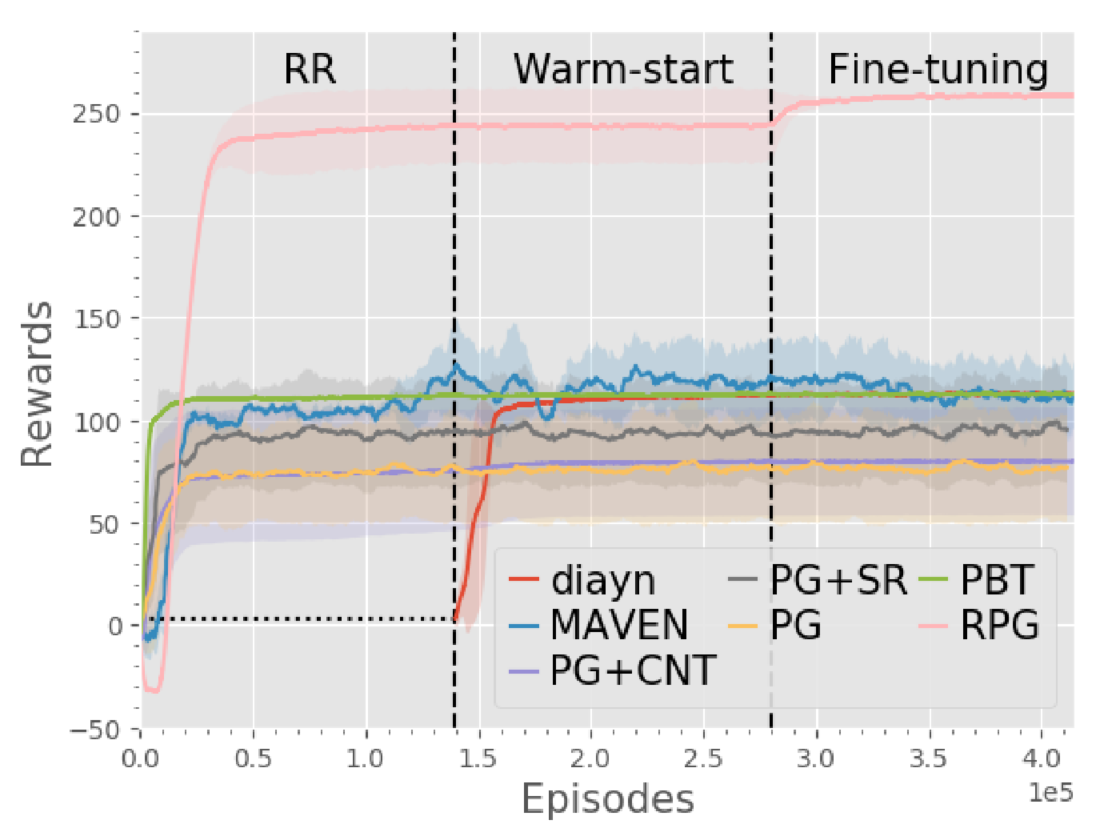 RR Warm-start Fine-tuning
250
200
150
100
50
0
−50
Rewards
diayn PG+SR PBT
MAVEN PG RPG
PG+CNT
0.0 0.5 1.0 1.5 2.0 2.5 3.0 3.5 4.0
1e5
Episodes